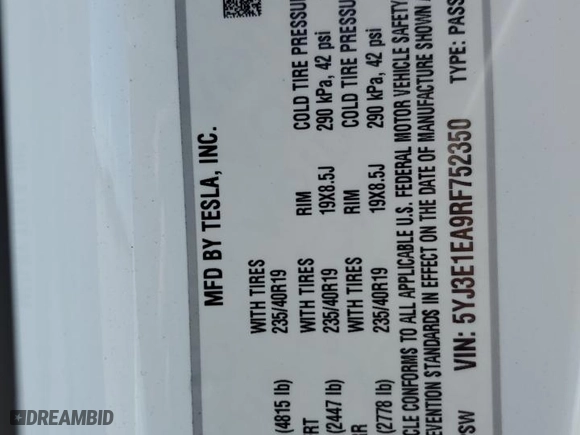 MFD BY TESLA, INC.
(4815 lb) WITH TIRES
235/40R19
RT WITH TIRES RIM COLD TIRE PRESSU
(2447 lb) 235/40R19 19X8.5J 290 kPa, 42 psi
WITH TIRES RIM COLD TIRE PRESSU
(2778 lb) 235/40R19 19X8.5J 290 kPa, 42 psi
CLE CONFORMS TO ALL APPLICABLE U.S. FEDERAL MOTOR VEHICLE SAFETY
EVENTION STANDARDS IN EFFECT ON THE DATE OF MANUFACTURE SHOWN
SW VIN: 5YJ3E1EA9RF752350 TYPE: PASS
DREAMBID